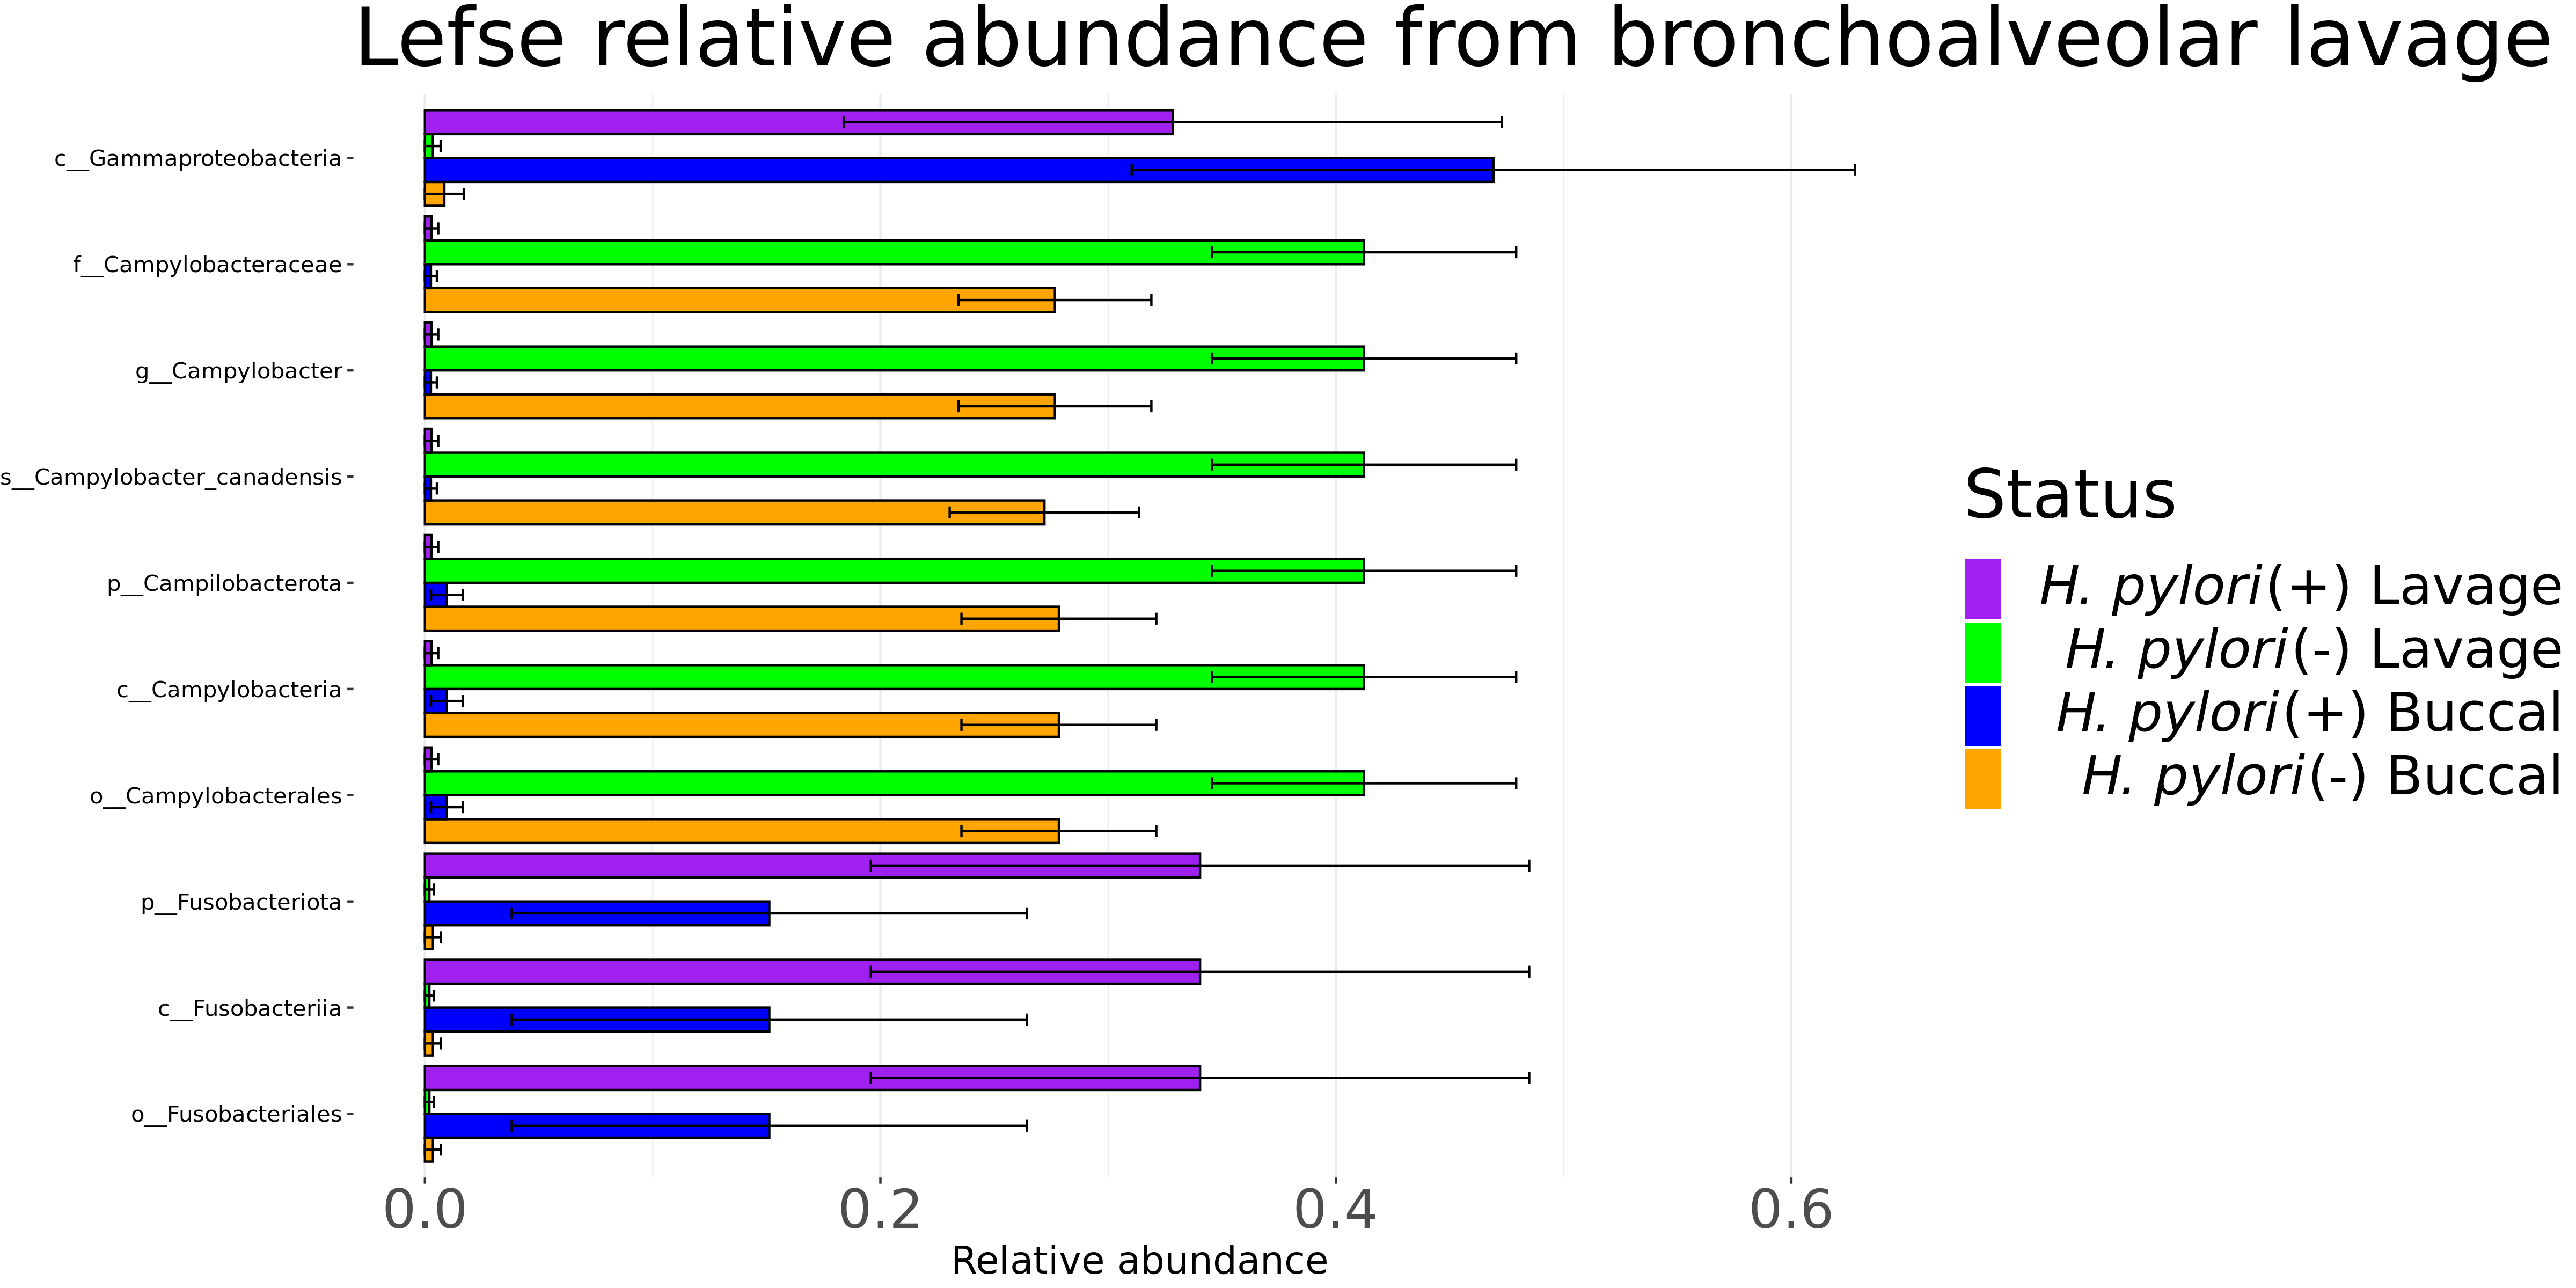 Lefse relative abundance from bronchoalveolar lavage
c__Gammaproteobacteria
f__Campylobacteraceae
g__Campylobacter
s__Campylobacter_canadensis
p__Campilobacterota
c__Campylobacteria
o__Campylobacterales
p__Fusobacteriota
c__Fusobacteriia
o__Fusobacteriales
0.0 0.2 0.4 0.6
Relative abundance
Status
H. pylori(+) Lavage
H. pylori(-) Lavage
H. pylori(+) Buccal
H. pylori(-) Buccal